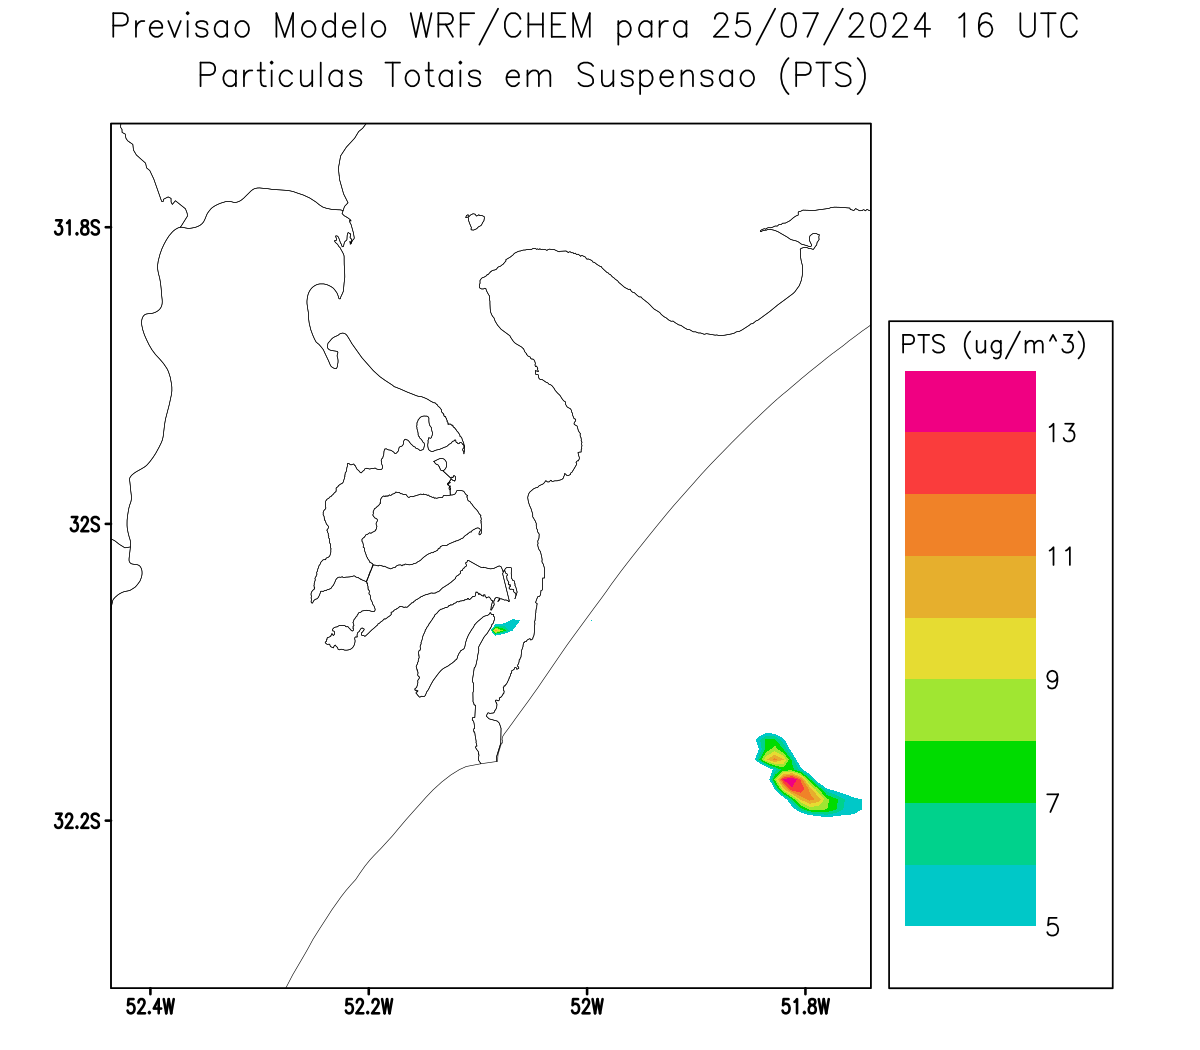 Previsao Modelo WRF/CHEM para 25/07/2024 16 UTC
Particulas Totais em Suspensao (PTS)
31.8S
32S
32.2S
52.4W 52.2W 52W 51.8W
PTS (ug/m^3)
13
11
9
7
5